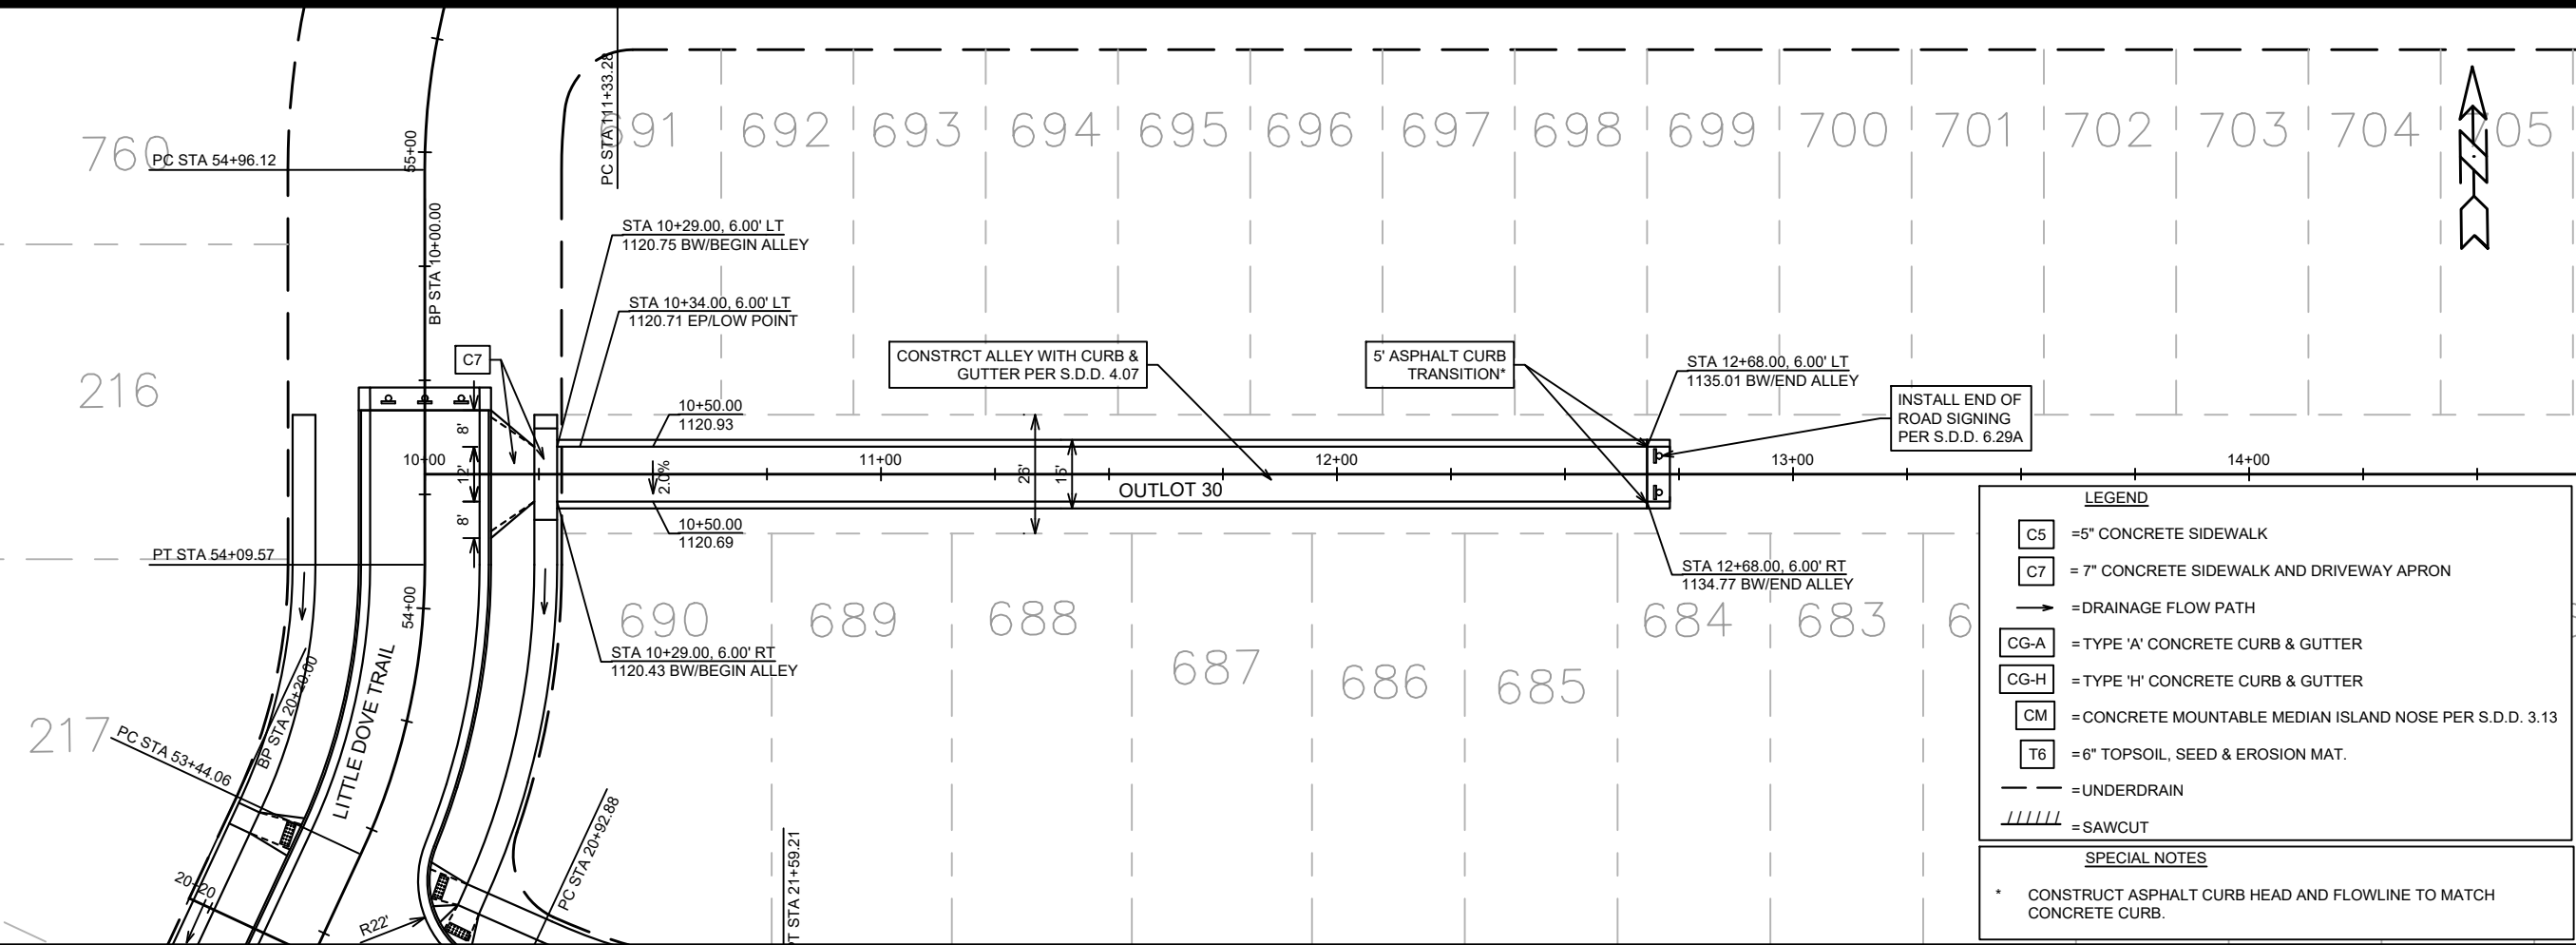 PC STA 111+33.28
760
PC STA 54+96.12
55+00
BP STA 10+00.00
691
692
693
694
695
696
697
698
699
700
701
702
703
704
705
N
STA 10+29.00, 6.00' LT
1120.75 BW/BEGIN ALLEY
STA 10+34.00, 6.00' LT
1120.71 EP/LOW POINT
216
C7
CONSTRCT ALLEY WITH CURB &
GUTTER PER S.D.D. 4.07
5' ASPHALT CURB
TRANSITION*
STA 12+68.00, 6.00' LT
1135.01 BW/END ALLEY
INSTALL END OF
ROAD SIGNING
PER S.D.D. 6.29A
10+50.00
1120.93
8'
12'
8'
10+00
11+00
12+00
13+00
14+00
2.0%
26'
15'
OUTLOT 30
10+50.00
1120.69
PT STA 54+09.57
54+00
STA 12+68.00, 6.00' RT
1134.77 BW/END ALLEY
690
689
688
687
686
685
684
683
6
STA 10+29.00, 6.00' RT
1120.43 BW/BEGIN ALLEY
217
PC STA 53+44.06
BP STA 20+20.00
LITTLE DOVE TRAIL
20+20
R22'
PC STA 20+92.88
PT STA 21+59.21
LEGEND
C5 =5" CONCRETE SIDEWALK
C7 = 7" CONCRETE SIDEWALK AND DRIVEWAY APRON
=DRAINAGE FLOW PATH
CG-A =TYPE 'A' CONCRETE CURB & GUTTER
CG-H =TYPE 'H' CONCRETE CURB & GUTTER
CM =CONCRETE MOUNTABLE MEDIAN ISLAND NOSE PER S.D.D. 3.13
T6 =6" TOPSOIL, SEED & EROSION MAT.
=UNDERDRAIN
=SAWCUT
SPECIAL NOTES
* CONSTRUCT ASPHALT CURB HEAD AND FLOWLINE TO MATCH
CONCRETE CURB.